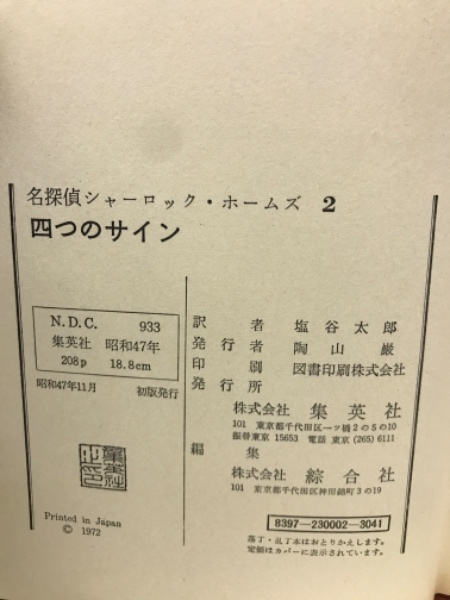 名探偵シャーロック・ホームズ 2
四つのサイン
N.D.C. 933
集英社 昭和47年
208p 18.8cm
昭和47年11月 初版発行
訳者 塩谷太郎
発行者 陶山巌
印刷 図書印刷株式会社
発行所
株式会社 集英社
101 東京都千代田区一ツ橋2の5の10
振替東京 15653 電話 東京 (265) 6111
編集
株式会社 綜合社
101 東京都千代田区神田錦町3の19
集英社之印
Printed in Japan
© 1972
8397-230002-3041
落丁・乱丁本はおとりかえします。
定価はカバーに表示されています。